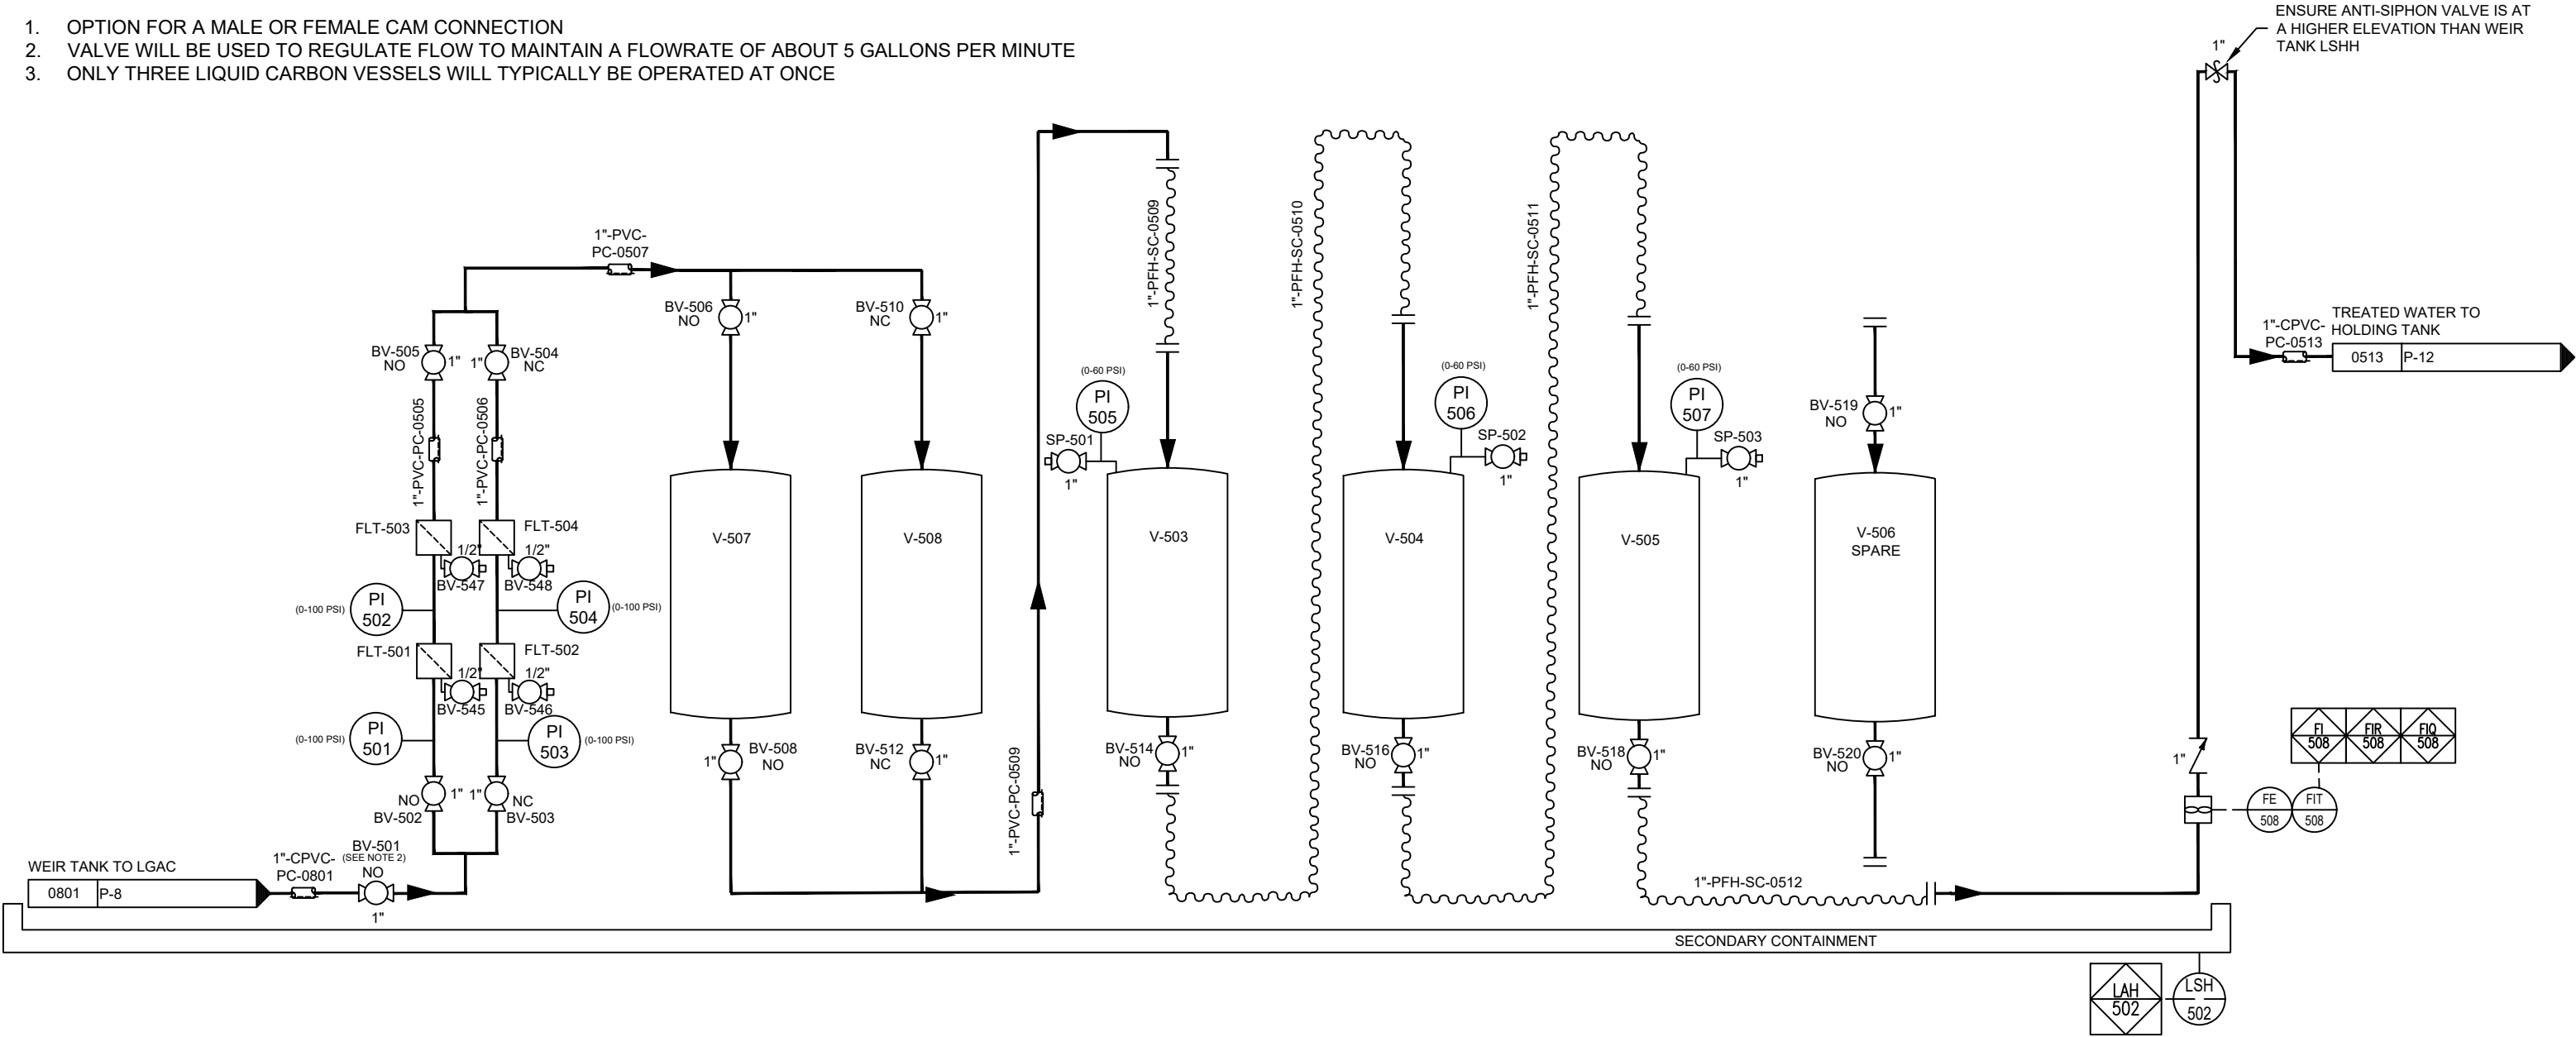 1. OPTION FOR A MALE OR FEMALE CAM CONNECTION
2. VALVE WILL BE USED TO REGULATE FLOW TO MAINTAIN A FLOWRATE OF ABOUT 5 GALLONS PER MINUTE
3. ONLY THREE LIQUID CARBON VESSELS WILL TYPICALLY BE OPERATED AT ONCE
ENSURE ANTI-SIPHON VALVE IS AT
A HIGHER ELEVATION THAN WEIR
TANK LSHH
1"
WEIR TANK TO LGAC
0801 P-8
1"-CPVC-
PC-0801
BV-501
(SEE NOTE 2)
NO
1"
NO
BV-502
1"
1"
NC
BV-503
PI
501
(0-100 PSI)
PI
503
(0-100 PSI)
FLT-501
1/2"
BV-545
FLT-502
1/2"
BV-546
PI
502
(0-100 PSI)
PI
504
(0-100 PSI)
FLT-503
1/2"
BV-547
FLT-504
1/2"
BV-548
1"-PVC-PC-0505
1"-PVC-PC-0506
BV-505
NO
1"
1"
BV-504
NC
1"-PVC-
PC-0507
BV-506
NO
1"
BV-510
NC
1"
V-507
V-508
1"
BV-508
NO
BV-512
NC
1"
1"-PVC-PC-0509
1"-PFH-SC-0509
(0-60 PSI)
PI
505
SP-501
1"
V-503
BV-514
NO
1"
1"-PFH-SC-0510
(0-60 PSI)
PI
506
SP-502
1"
V-504
BV-516
NO
1"
1"-PFH-SC-0511
(0-60 PSI)
PI
507
SP-503
1"
V-505
BV-518
NO
1"
1"-PFH-SC-0512
BV-519
NO
1"
V-506
SPARE
BV-520
NO
1"
1"
FE
508
FIT
508
FI
508
FIR
508
FIQ
508
1"-CPVC-
PC-0513
TREATED WATER TO
HOLDING TANK
0513 P-12
SECONDARY CONTAINMENT
LAH
502
LSH
502